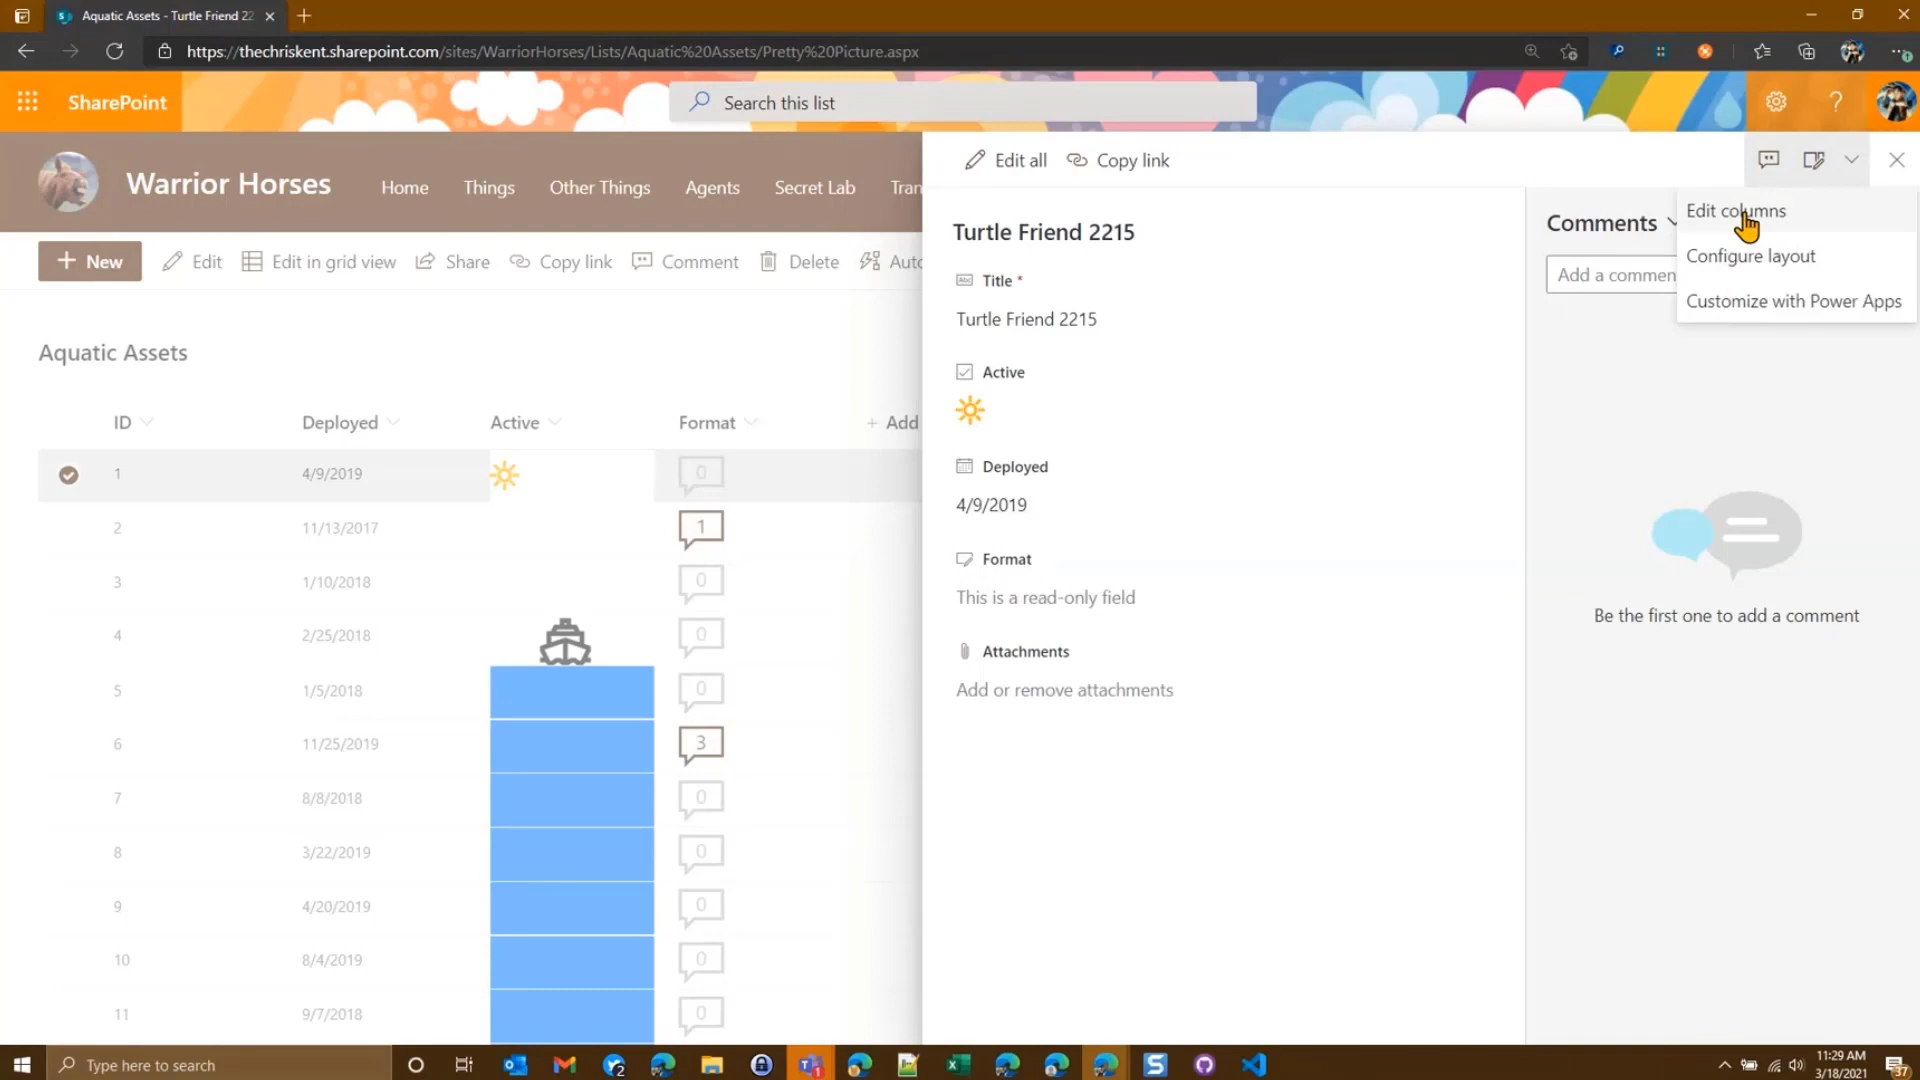 Aquatic Assets - Turtle Friend 22
https://thechriskent.sharepoint.com/sites/WarriorHorses/Lists/Aquatic%20Assets/Pretty%20Picture.aspx
SharePoint
Search this list
?
Warrior Horses
Home
Things
Other Things
Agents
Secret Lab
Tran
+ New
Edit
Edit in grid view
Share
Copy link
Comment
Delete
Auto
Aquatic Assets
ID
Deployed
Active
Format
+ Add
1 4/9/2019 0
2 11/13/2017 1
3 1/10/2018 0
4 2/25/2018 0
5 1/5/2018 0
6 11/25/2019 3
7 8/8/2018 0
8 3/22/2019 0
9 4/20/2019 0
10 8/4/2019 0
11 9/7/2018 0
Edit all
Copy link
Turtle Friend 2215
Abc Title *
Turtle Friend 2215
Active
Deployed
4/9/2019
Format
This is a read-only field
Attachments
Add or remove attachments
Comments
Add a commen
Edit columns
Configure layout
Customize with Power Apps
Be the first one to add a comment
Type here to search
2
1
11:29 AM
3/18/2021
37